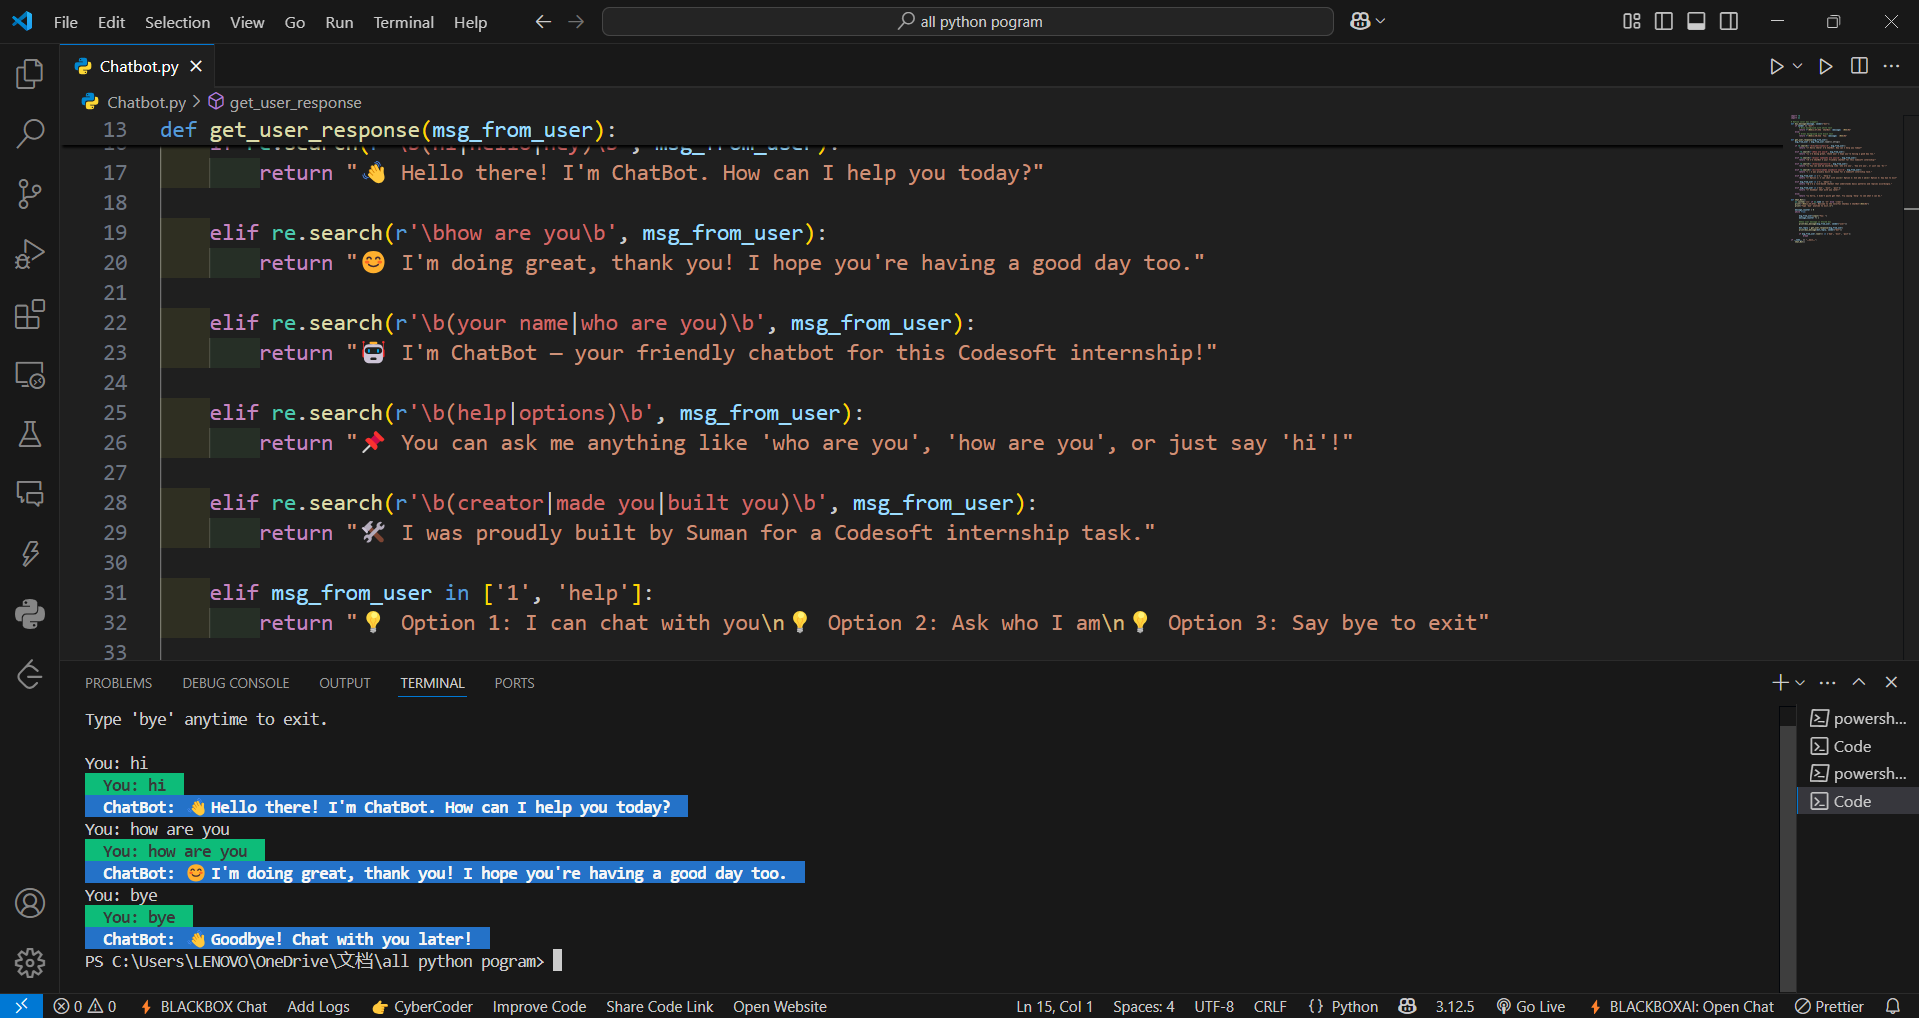 File Edit Selection View Go Run Terminal Help
all python pogram
Chatbot.py
Chatbot.py > get_user_response
13 def get_user_response(msg_from_user):
16 if re.search(r'\b(hi|hello|hey)\b', msg_from_user):
17 return "👋 Hello there! I'm ChatBot. How can I help you today?"
18
19 elif re.search(r'\bhow are you\b', msg_from_user):
20 return "😊 I'm doing great, thank you! I hope you're having a good day too."
21
22 elif re.search(r'\b(your name|who are you)\b', msg_from_user):
23 return "🤖 I'm ChatBot – your friendly chatbot for this Codesoft internship!"
24
25 elif re.search(r'\b(help|options)\b', msg_from_user):
26 return "📌 You can ask me anything like 'who are you', 'how are you', or just say 'hi'!"
27
28 elif re.search(r'\b(creator|made you|built you)\b', msg_from_user):
29 return "🛠 I was proudly built by Suman for a Codesoft internship task."
30
31 elif msg_from_user in ['1', 'help']:
32 return "💡 Option 1: I can chat with you\n💡 Option 2: Ask who I am\n💡 Option 3: Say bye to exit"
33
PROBLEMS DEBUG CONSOLE OUTPUT TERMINAL PORTS
Type 'bye' anytime to exit.
You: hi
You: hi
ChatBot: 👋 Hello there! I'm ChatBot. How can I help you today?
You: how are you
You: how are you
ChatBot: 😊 I'm doing great, thank you! I hope you're having a good day too.
You: bye
You: bye
ChatBot: 👋 Goodbye! Chat with you later!
PS C:\Users\LENOVO\OneDrive\文档\all python pogram>
powersh...
Code
powersh...
Code
0 0 BLACKBOX Chat Add Logs 👉 CyberCoder Improve Code Share Code Link Open Website Ln 15, Col 1 Spaces: 4 UTF-8 CRLF {} Python 3.12.5 Go Live BLACKBOXAI: Open Chat Prettier